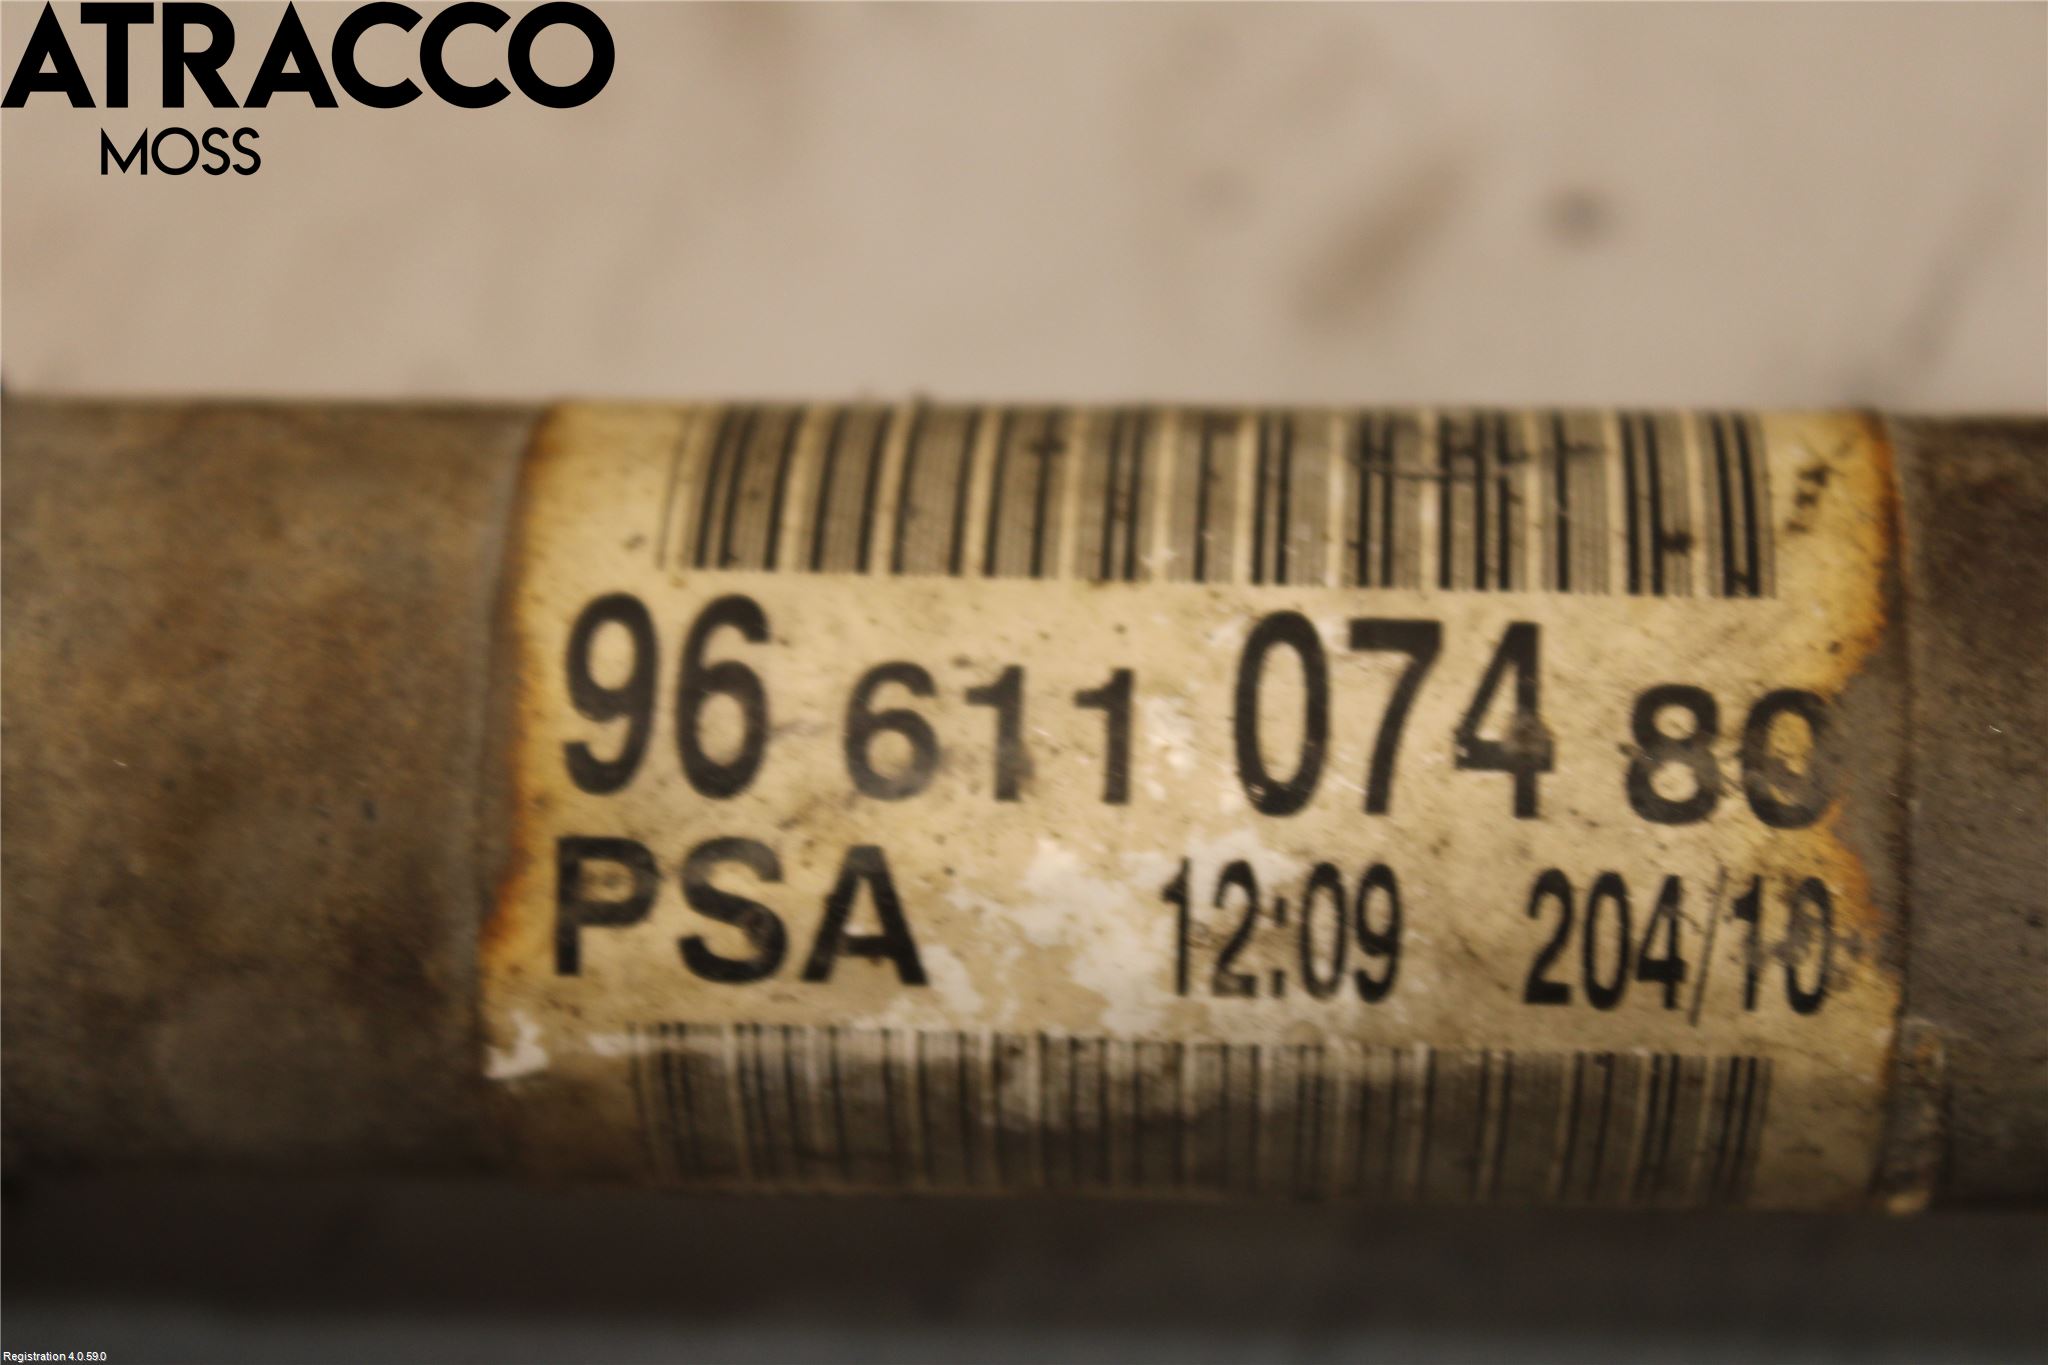 ATRACCO
MOSS
96 611 074 80
PSA 12:09 204/10
Registration 4.0.59.0